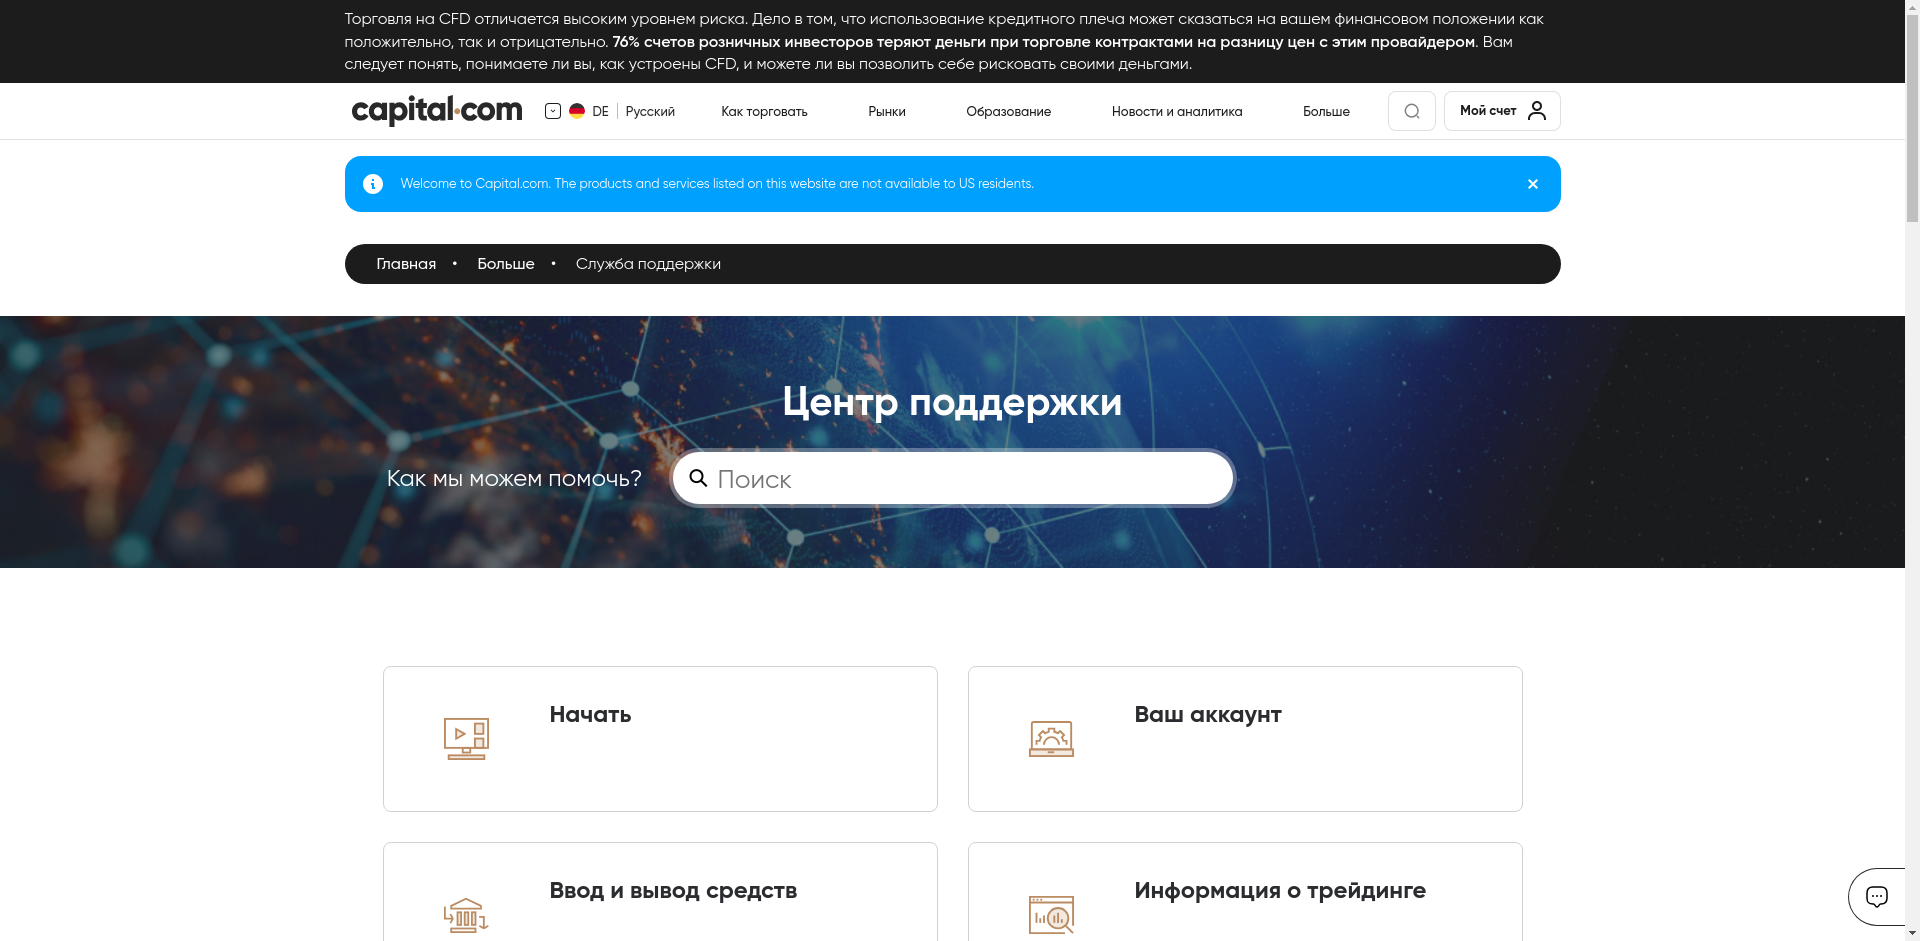 Торговля на CFD отличается высоким уровнем риска. Дело в том, что использование кредитного плеча может сказаться на вашем финансовом положении как
положительно, так и отрицательно. 76% счетов розничных инвесторов теряют деньги при торговле контрактами на разницу цен с этим провайдером. Вам
следует понять, понимаете ли вы, как устроены CFD, и можете ли вы позволить себе рисковать своими деньгами.
capital.com DE Русский Как торговать Рынки Образование Новости и аналитика Больше Мой счет
Welcome to Capital.com. The products and services listed on this website are not available to US residents.
Главная • Больше • Служба поддержки
Центр поддержки
Как мы можем помочь? Поиск
Начать Ваш аккаунт
Ввод и вывод средств Информация о трейдинге